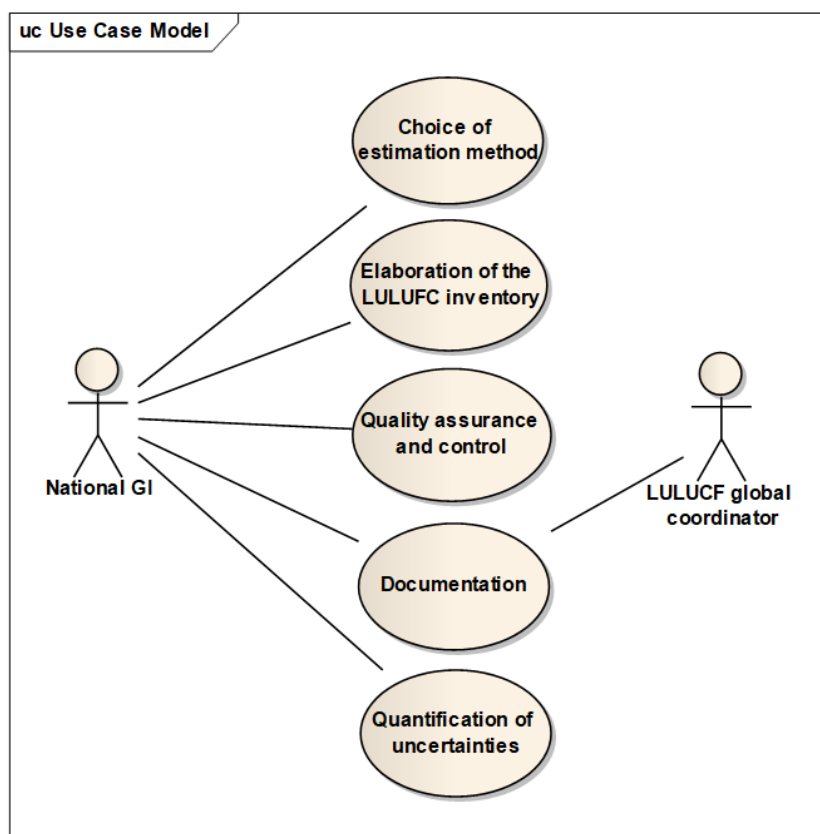 uc Use Case Model
Choice of
estimation method
Elaboration of the
LULUFC inventory
Quality assurance
and control
National GI
LULUCF global
coordinator
Documentation
Quantification of
uncertainties